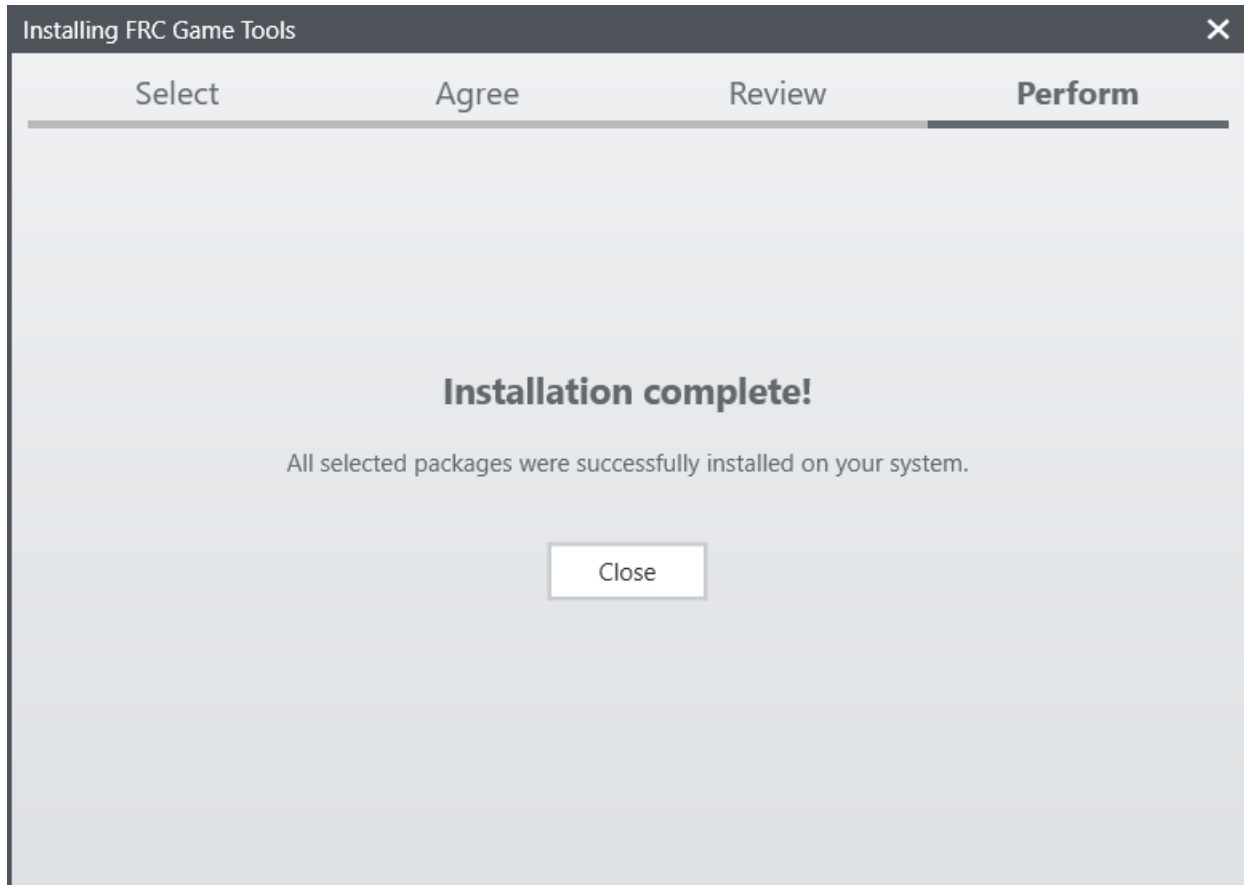 Installing FRC Game Tools
Select Agree Review Perform
Installation complete!
All selected packages were successfully installed on your system.
Close